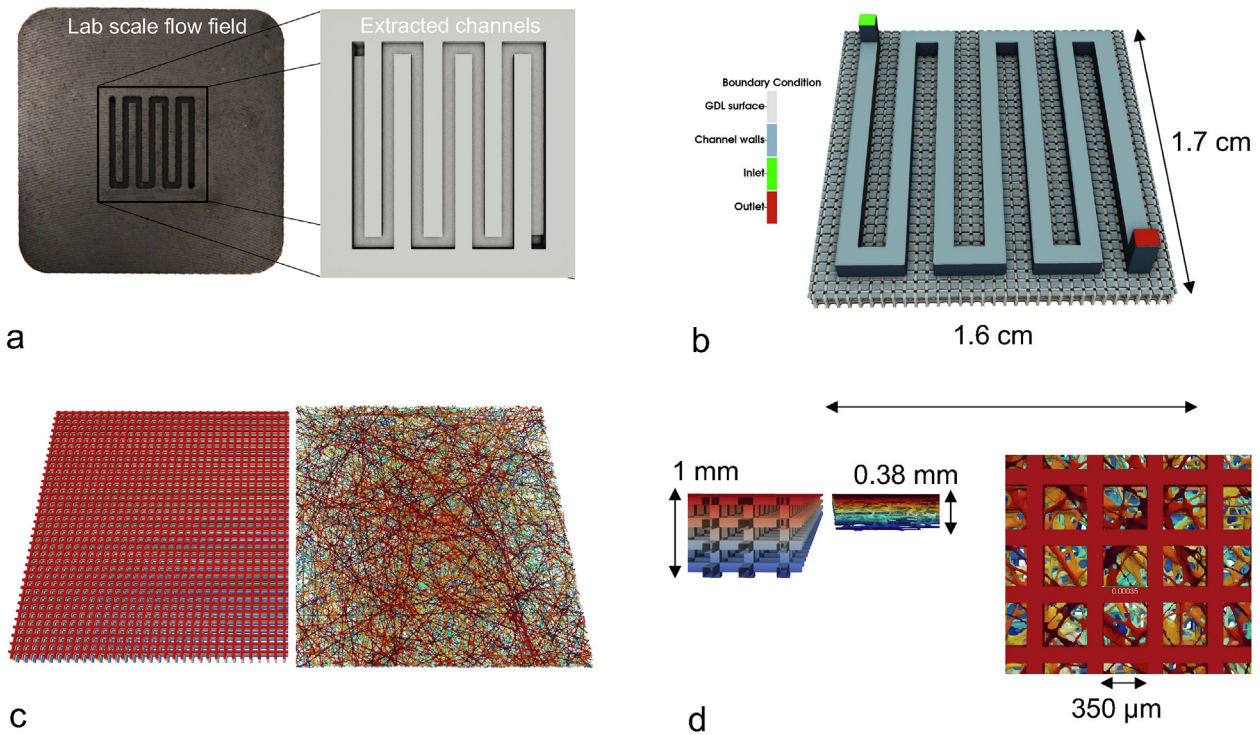 Lab scale flow field
Extracted channels
a
Boundary Condition
GDL surface
Channel walls
Inlet
Outlet
1.7 cm
1.6 cm
b
c
1 mm
0.38 mm
0.00035
350 µm
d